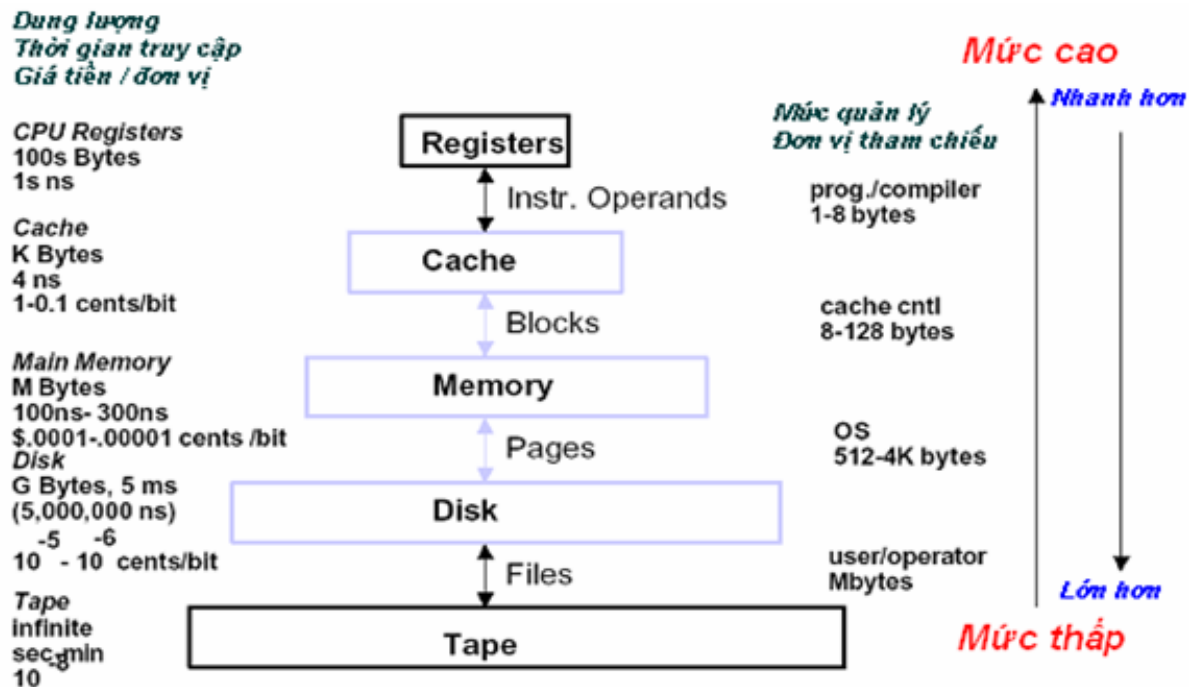 Dung lượng
Thời gian truy cập
Giá tiền / đơn vị
CPU Registers
100s Bytes
1s ns
Cache
K Bytes
4 ns
1-0.1 cents/bit
Main Memory
M Bytes
100ns- 300ns
$.0001-.00001 cents /bit
Disk
G Bytes, 5 ms
(5,000,000 ns)
-5 -6
10 - 10 cents/bit
Tape
infinite
sec-min
-8
10
Registers
Instr. Operands
Cache
Blocks
Memory
Pages
Disk
Files
Tape
Mức quản lý
Đơn vị tham chiếu
prog./compiler
1-8 bytes
cache cntl
8-128 bytes
OS
512-4K bytes
user/operator
Mbytes
Mức cao
Nhanh hơn
Lớn hơn
Mức thấp